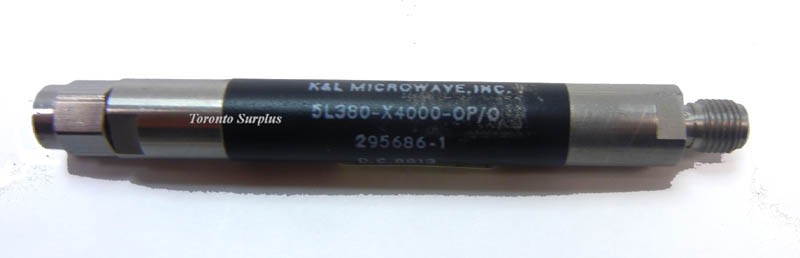 K&L MICROWAVE, INC.
5L380-X4000-OP/O
295686-1
Toronto Surplus